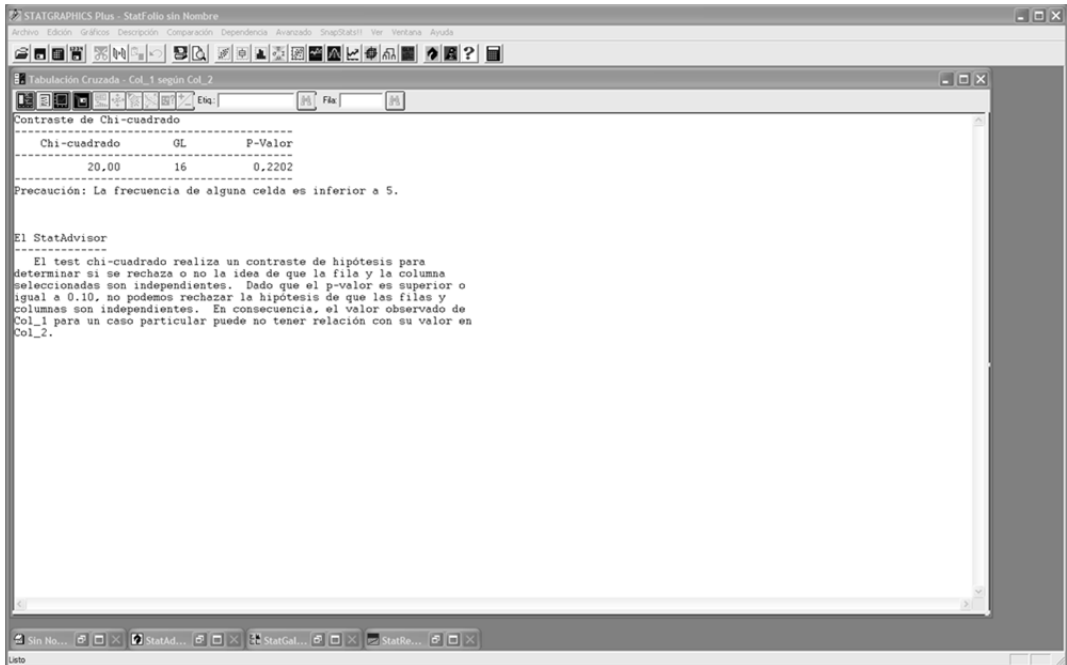 STATGRAPHICS Plus - StatFolio sin Nombre
Archivo Edición Gráficos Descripción Comparación Dependencia Avanzado SnapStats!! Ver Ventana Ayuda
Tabulación Cruzada - Col_1 según Col_2
Etiq.: Fila:
Contraste de Chi-cuadrado
------------------------------------------
Chi-cuadrado GL P-Valor
------------------------------------------
20,00 16 0,2202
------------------------------------------
Precaución: La frecuencia de alguna celda es inferior a 5.
El StatAdvisor
--------------
El test chi-cuadrado realiza un contraste de hipótesis para
determinar si se rechaza o no la idea de que la fila y la columna
seleccionadas son independientes. Dado que el p-valor es superior o
igual a 0.10, no podemos rechazar la hipótesis de que las filas y
columnas son independientes. En consecuencia, el valor observado de
Col_1 para un caso particular puede no tener relación con su valor en
Col_2.
Sin No... StatAd... StatGal... StatRe...
Listo